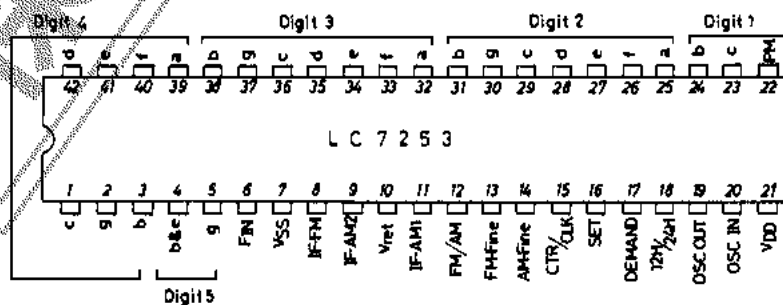 Digit 4 Digit 3 Digit 2 Digit 1
d e f a b g c d e f a b g c d e f a b c PM
42 41 40 39 38 37 36 35 34 33 32 31 30 29 28 27 26 25 24 23 22
LC7253
1 2 3 4 5 6 7 8 9 10 11 12 13 14 15 16 17 18 19 20 21
c g b b&e g FIN VSS IF-FM IF-AM2 Vret IF-AM1 FM/AM FM-Fine AM-Fine CTR/CLK SET DEMAND 12H/24H OSC OUT OSC IN VDD
Digit 5